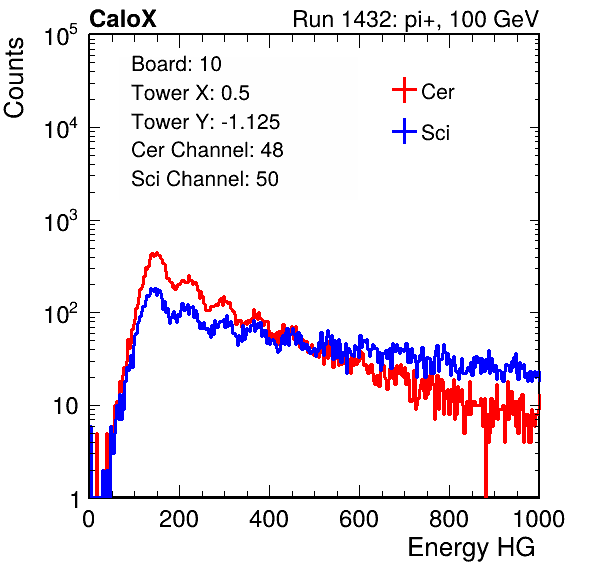 CaloX Run 1432: pi+, 100 GeV
Counts
Board: 10
Tower X: 0.5
Tower Y: -1.125
Cer Channel: 48
Sci Channel: 50
Cer
Sci
10^5
10^4
10^3
10^2
10
1
0 200 400 600 800 1000
Energy HG